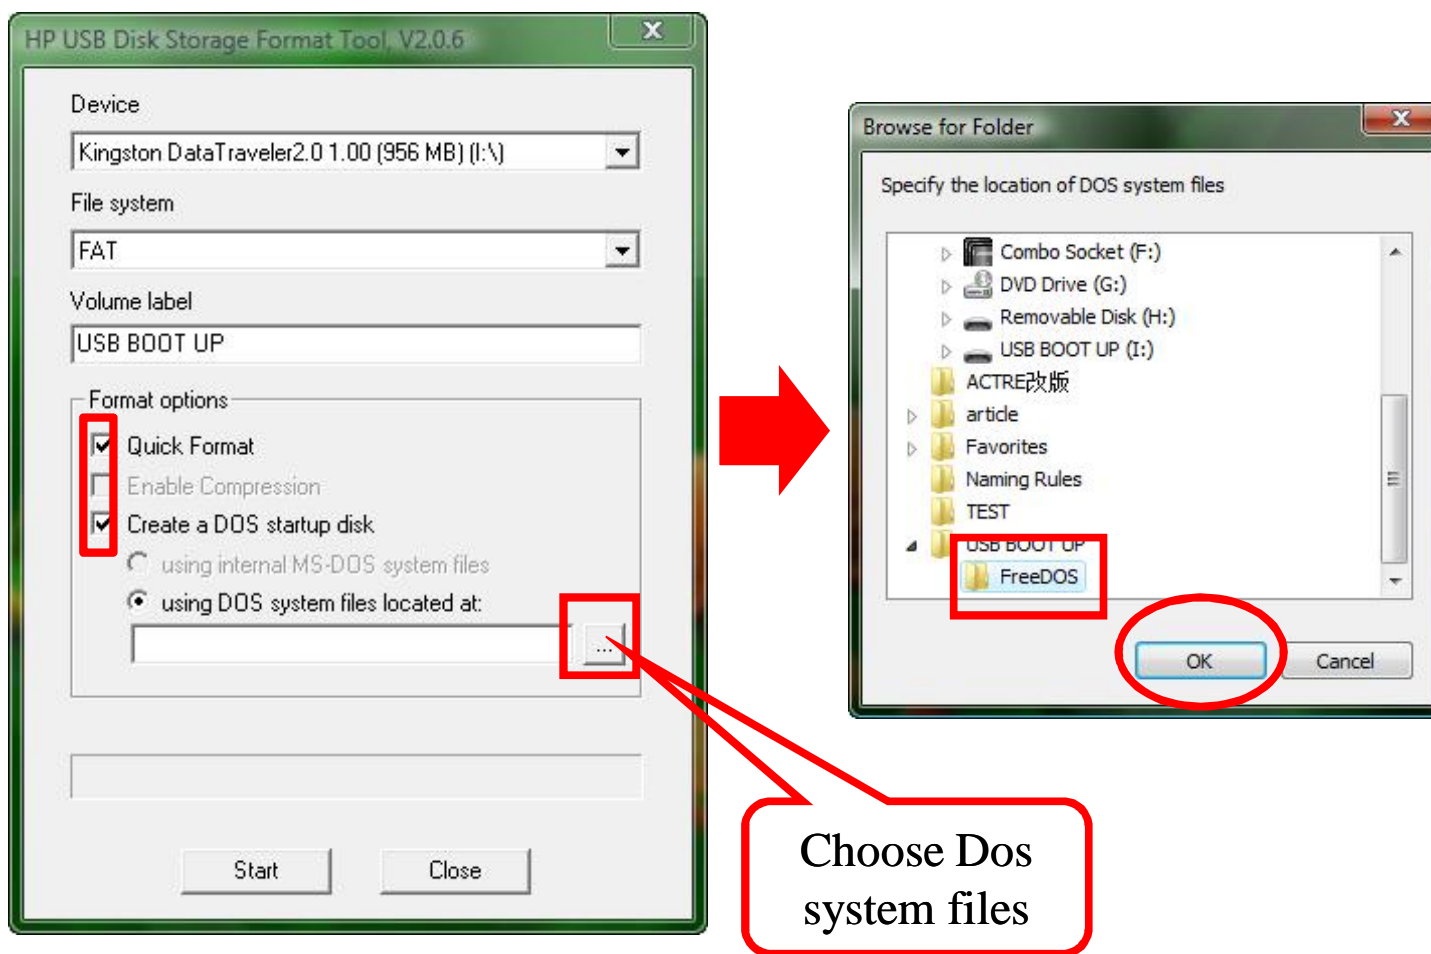 HP USB Disk Storage Format Tool, V2.0.6
Device
Kingston DataTraveler2.0 1.00 (956 MB) (I:\)
File system
FAT
Volume label
USB BOOT UP
Format options
Quick Format
Enable Compression
Create a DOS startup disk
using internal MS-DOS system files
using DOS system files located at:
...
Start
Close
Browse for Folder
Specify the location of DOS system files
Combo Socket (F:)
DVD Drive (G:)
Removable Disk (H:)
USB BOOT UP (I:)
ACTRE改版
article
Favorites
Naming Rules
TEST
USB BOOT UP
FreeDOS
OK
Cancel
Choose Dos
system files